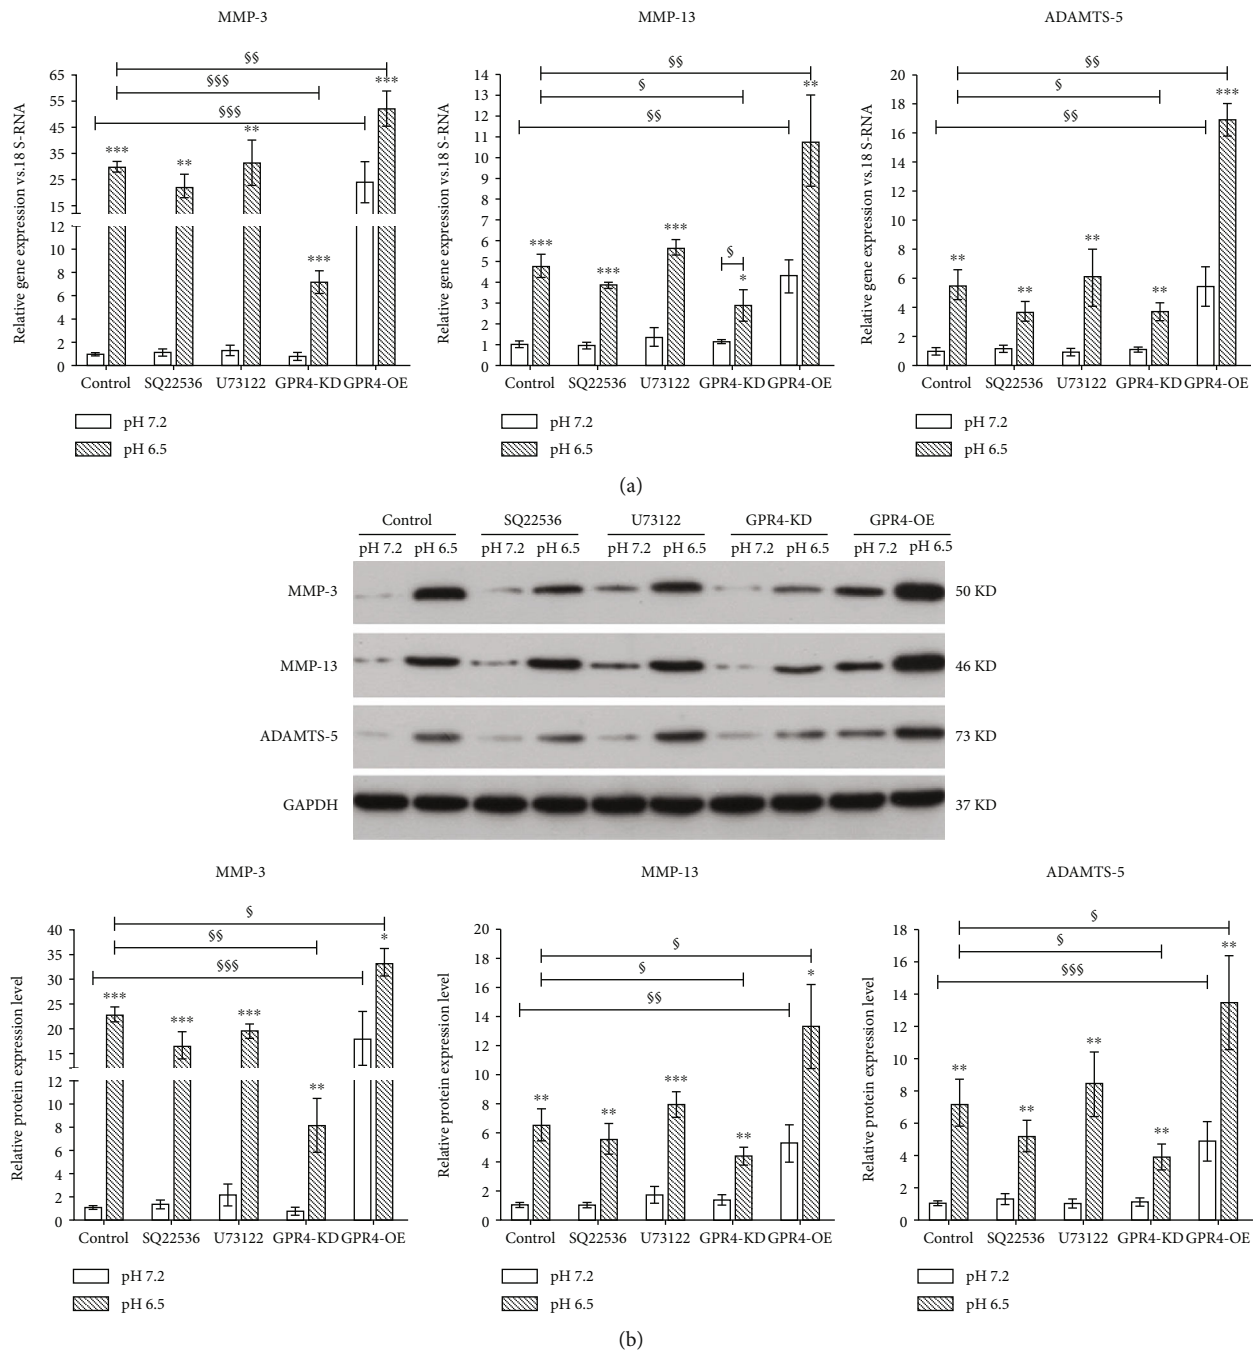 MMP-3
MMP-13
ADAMTS-5
Relative gene expression vs.18 S-RNA
65
55
45
35
25
15
12
10
8
6
4
2
0
§§
§§§
§§§
***
**
**
***
***
Control
SQ22536
U73122
GPR4-KD
GPR4-OE
pH 7.2
pH 6.5
Relative gene expression vs.18 S-RNA
14
13
12
11
10
9
8
7
6
5
4
3
2
1
0
§§
§
§§
***
***
***
§
*
**
Control
SQ22536
U73122
GPR4-KD
GPR4-OE
pH 7.2
pH 6.5
Relative gene expression vs.18 S-RNA
20
18
16
14
12
10
8
6
4
2
0
§§
§
§§
**
**
**
**
***
Control
SQ22536
U73122
GPR4-KD
GPR4-OE
pH 7.2
pH 6.5
(a)
Control SQ22536 U73122 GPR4-KD GPR4-OE
pH 7.2 pH 6.5 pH 7.2 pH 6.5 pH 7.2 pH 6.5 pH 7.2 pH 6.5 pH 7.2 pH 6.5
MMP-3 50 KD
MMP-13 46 KD
ADAMTS-5 73 KD
GAPDH 37 KD
MMP-3
MMP-13
ADAMTS-5
Relative protein expression level
40
35
30
25
20
15
12
10
8
6
4
2
0
§
§§
§§§
***
***
***
**
*
Control
SQ22536
U73122
GPR4-KD
GPR4-OE
pH 7.2
pH 6.5
Relative protein expression level
20
18
16
14
12
10
8
6
4
2
0
§
§
§§
**
**
***
**
*
Control
SQ22536
U73122
GPR4-KD
GPR4-OE
pH 7.2
pH 6.5
Relative protein expression level
18
16
14
12
10
8
6
4
2
0
§
§
§§§
**
**
**
**
**
Control
SQ22536
U73122
GPR4-KD
GPR4-OE
pH 7.2
pH 6.5
(b)